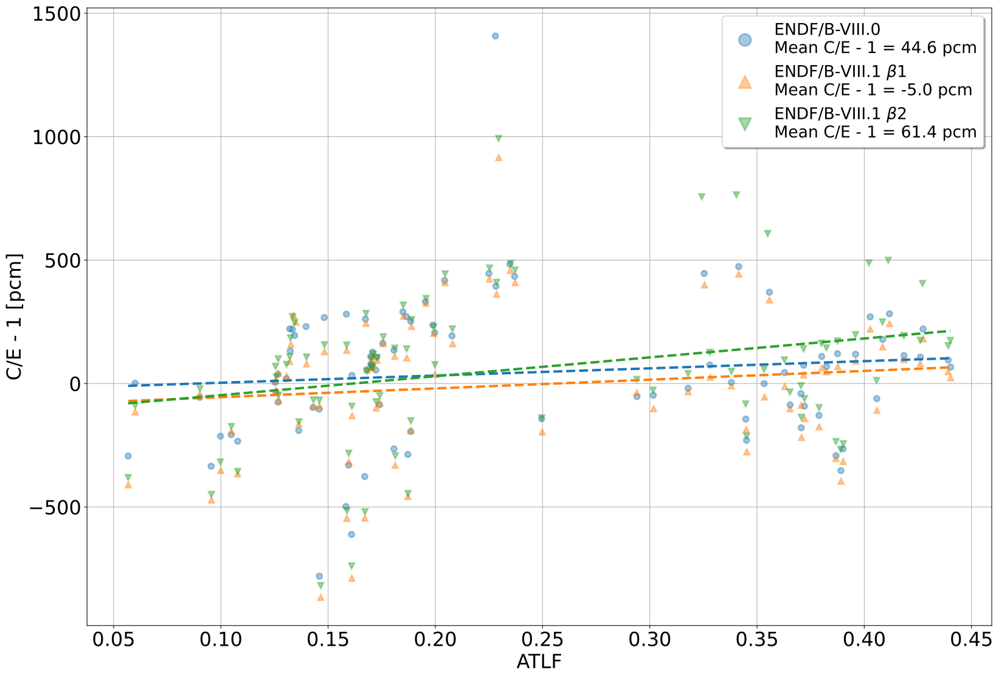 1500
1000
500
0
−500
C/E - 1 [pcm]
ENDF/B-VIII.0
Mean C/E - 1 = 44.6 pcm
ENDF/B-VIII.1 β1
Mean C/E - 1 = -5.0 pcm
ENDF/B-VIII.1 β2
Mean C/E - 1 = 61.4 pcm
0.05 0.10 0.15 0.20 0.25 0.30 0.35 0.40 0.45
ATLF